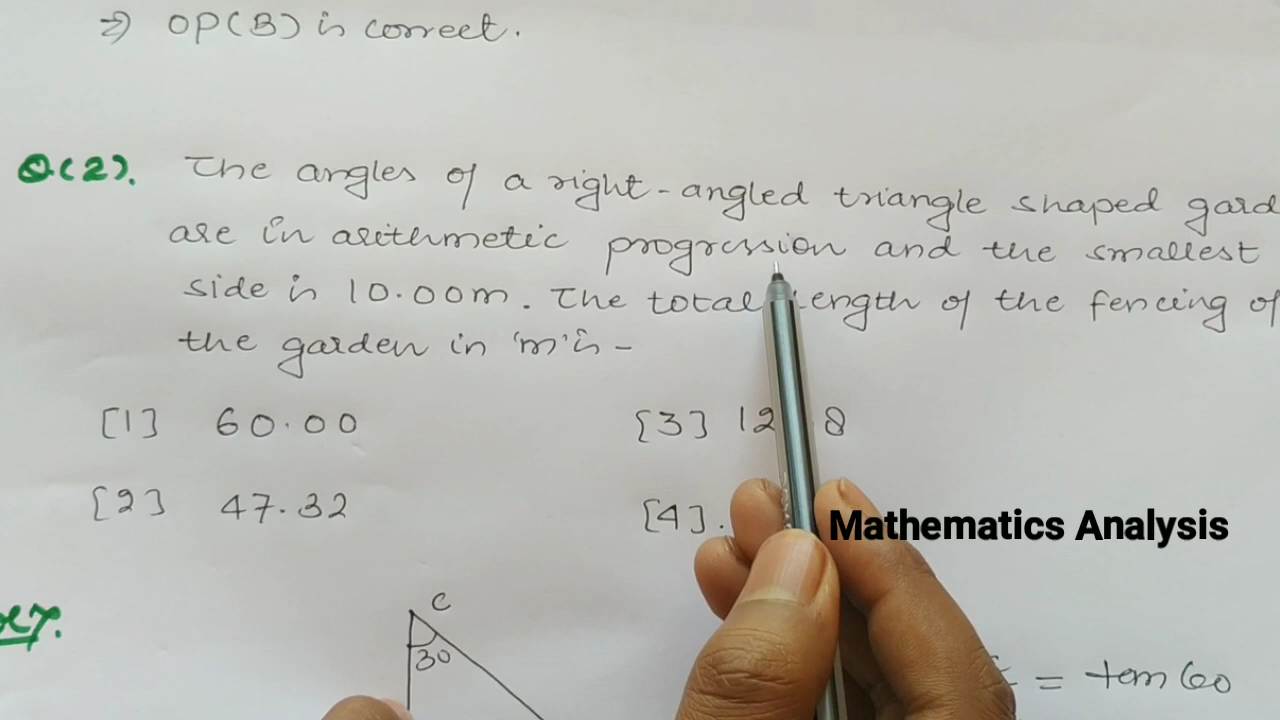 ⇒ OP(B) is correct.
Q(2). The angles of a right-angled triangle shaped gard
are in arithmetic progression and the smallest
side is 10.00m. The total length of the fencing of
the garden in 'm' is -
[1] 60.00
[3] 12 8
[2] 47.32
[4].
Mathematics Analysis
C
30
= tan 60